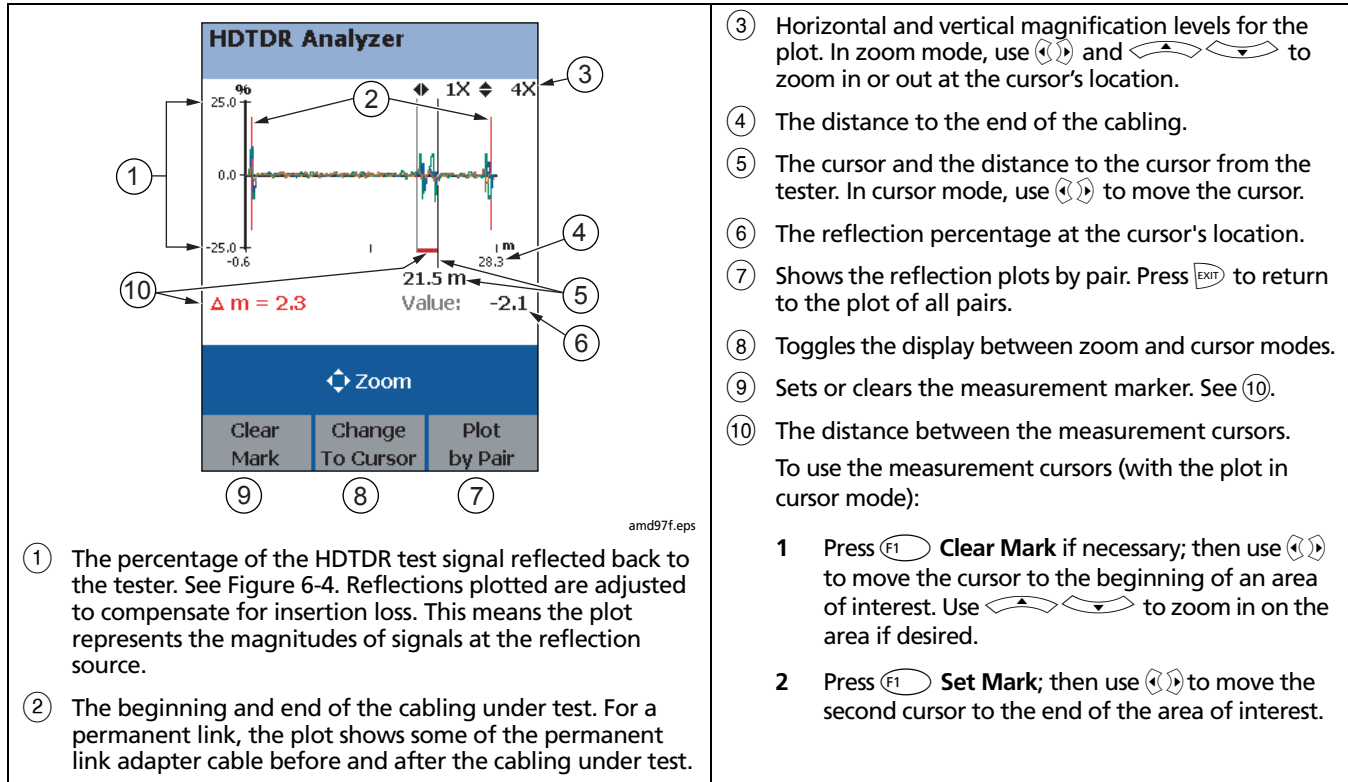 HDTDR Analyzer
1X 4X
%
25.0
0.0
-25.0
-0.6
m
28.3
21.5 m
Δ m = 2.3
Value: -2.1
Zoom
Clear Mark
Change To Cursor
Plot by Pair
1
2
3
4
5
6
10
9
8
7
amd97f.eps
1 The percentage of the HDTDR test signal reflected back to
the tester. See Figure 6-4. Reflections plotted are adjusted
to compensate for insertion loss. This means the plot
represents the magnitudes of signals at the reflection
source.
2 The beginning and end of the cabling under test. For a
permanent link, the plot shows some of the permanent
link adapter cable before and after the cabling under test.
3 Horizontal and vertical magnification levels for the
plot. In zoom mode, use and to
zoom in or out at the cursor's location.
4 The distance to the end of the cabling.
5 The cursor and the distance to the cursor from the
tester. In cursor mode, use to move the cursor.
6 The reflection percentage at the cursor's location.
7 Shows the reflection plots by pair. Press EXIT to return
to the plot of all pairs.
8 Toggles the display between zoom and cursor modes.
9 Sets or clears the measurement marker. See 10.
10 The distance between the measurement cursors.
To use the measurement cursors (with the plot in
cursor mode):
1 Press F1 Clear Mark if necessary; then use
to move the cursor to the beginning of an area
of interest. Use to zoom in on the
area if desired.
2 Press F1 Set Mark; then use to move the
second cursor to the end of the area of interest.